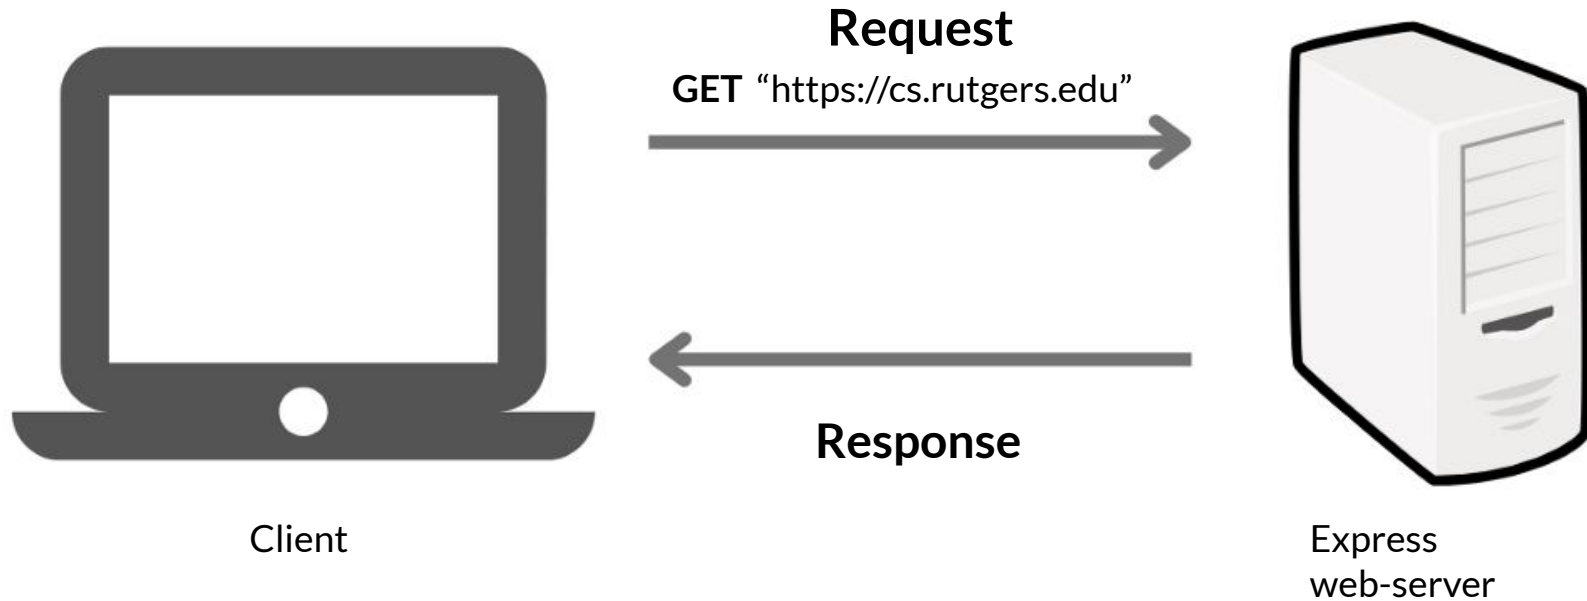 Request
GET “https://cs.rutgers.edu”
Response
Client
Express
web-server